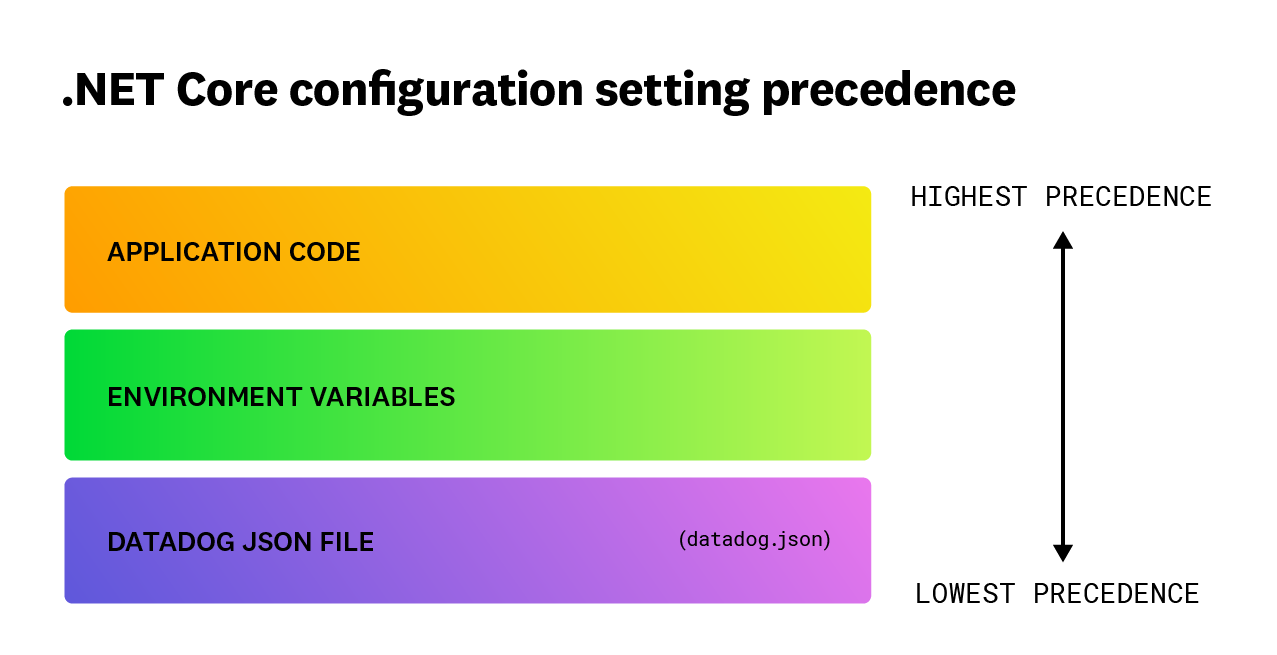 .NET Core configuration setting precedence
HIGHEST PRECEDENCE
APPLICATION CODE
ENVIRONMENT VARIABLES
DATADOG JSON FILE (datadog.json)
LOWEST PRECEDENCE